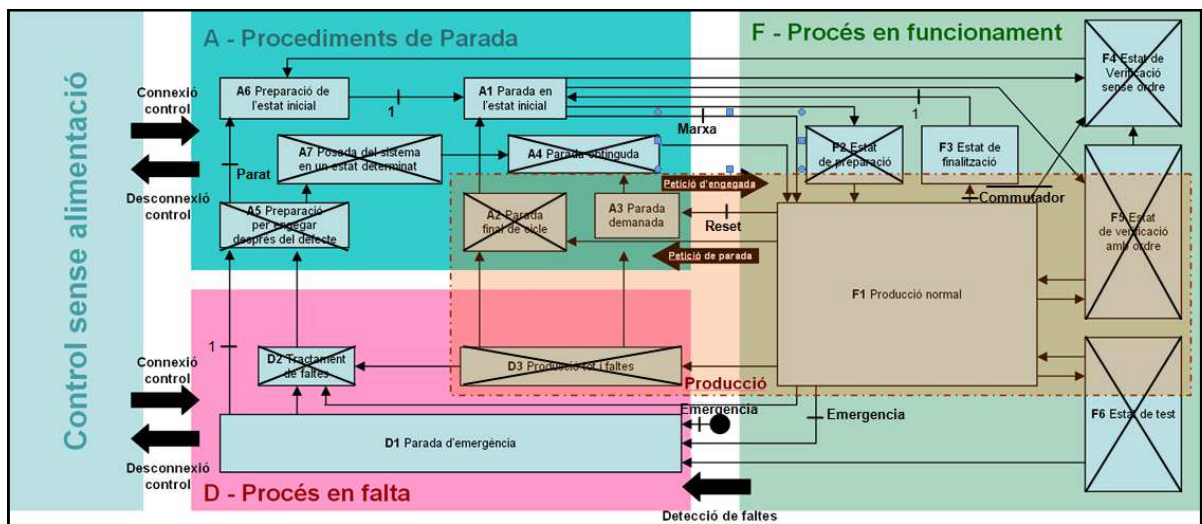 Control sense alimentació
A - Procediments de Parada
F - Procés en funcionament
Connexió
control
Desconnexió
control
A6 Preparació de
l'estat inicial
1
A1 Parada en
l'estat inicial
F4 Estat de
Verificació
sense ordre
Marxa
1
A7 Posada del sistema
en un estat determinat
A4 Parada obtinguda
F2 Estat
de preparació
F3 Estat de
finalització
Parat
Petició d'engegada
Commutador
A5 Preparació
per engegar
desprès del defecte
A2 Parada
final de cicle
A3 Parada
demanada
Reset
F5 Estat
de verificació
amb ordre
Petició de parada
F1 Producció normal
1
Connexió
control
D2 Tractament
de faltes
D3 Producció tot i faltes
Producció
Emergencia
Emergencia
F6 Estat de test
D1 Parada d'emergència
Desconnexió
control
D - Procés en falta
Detecció de faltes